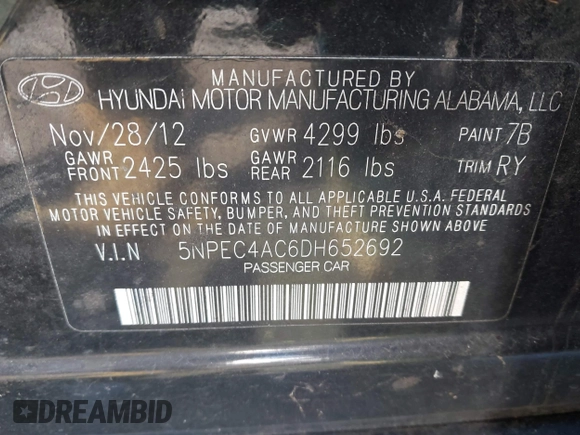 MANUFACTURED BY
HYUNDAI MOTOR MANUFACTURING ALABAMA, LLC
Nov/28/12 GVWR 4299 lbs PAINT 7B
GAWR FRONT 2425 lbs GAWR REAR 2116 lbs TRIM RY
THIS VEHICLE CONFORMS TO ALL APPLICABLE U.S.A. FEDERAL
MOTOR VEHICLE SAFETY, BUMPER, AND THEFT PREVENTION STANDARDS
IN EFFECT ON THE DATE OF MANUFACTURE SHOWN ABOVE
V.I.N 5NPEC4AC6DH652692
PASSENGER CAR
DREAMBID